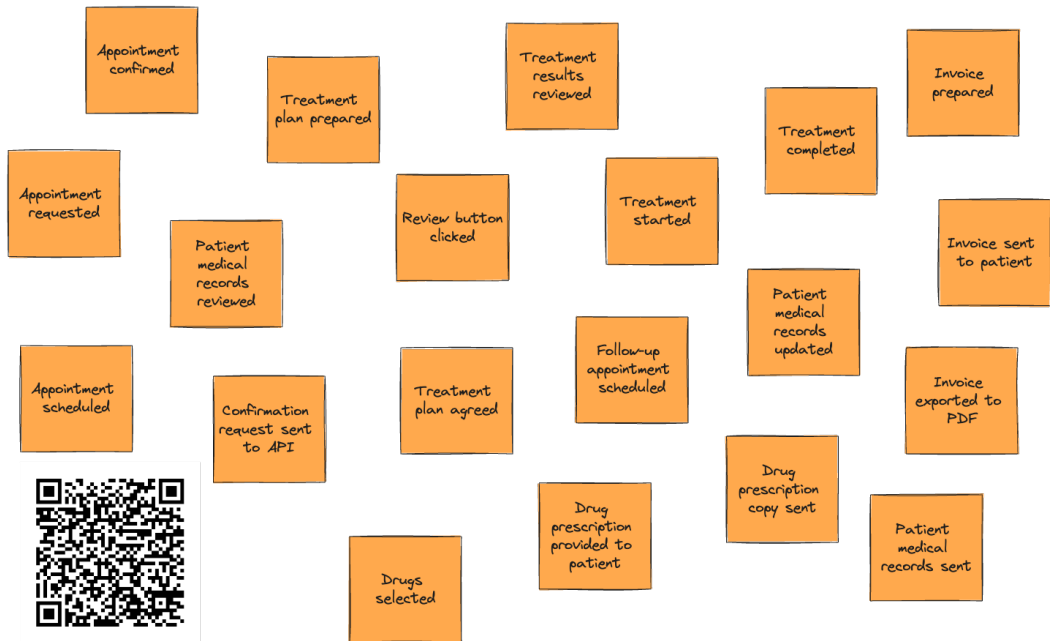 Appointment
confirmed
Treatment
plan prepared
Treatment
results
reviewed
Invoice
prepared
Treatment
completed
Appointment
requested
Patient
medical
records
reviewed
Review button
clicked
Treatment
started
Invoice sent
to patient
Patient
medical
records
updated
Appointment
scheduled
Confirmation
request sent
to API
Treatment
plan agreed
Follow-up
appointment
scheduled
Invoice
exported to
PDF
Drugs
selected
Drug
prescription
provided to
patient
Drug
prescription
copy sent
Patient
medical
records sent